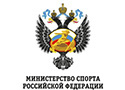 МИНИСТЕРСТВО СПОРТА
РОССИЙСКОЙ ФЕДЕРАЦИИ